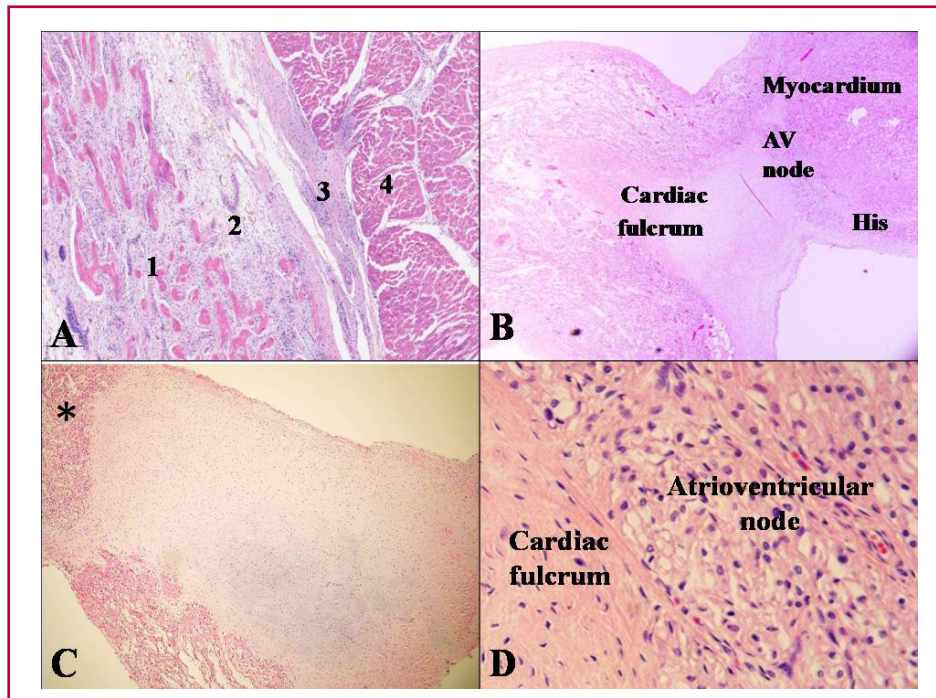 1
2
3
4
A
Myocardium
AV
node
Cardiac
fulcrum
His
B
*
C
Atrioventricular
node
Cardiac
fulcrum
D